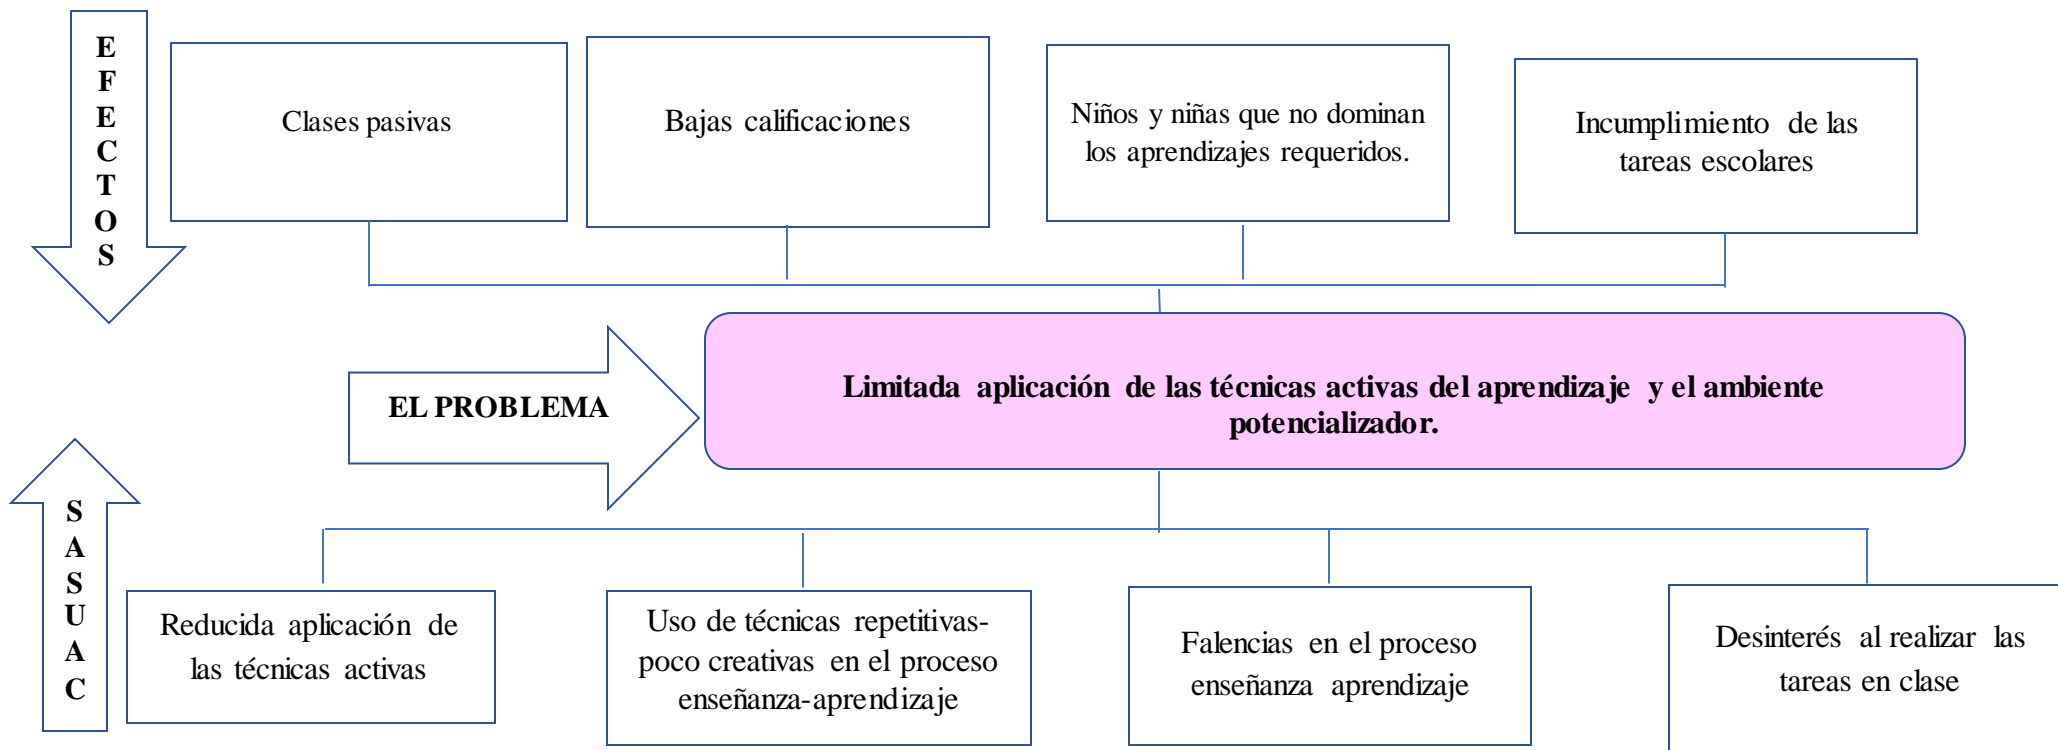 E
F
E
C
T
O
S
Clases pasivas
Bajas calificaciones
Niños y niñas que no dominan
los aprendizajes requeridos.
Incumplimiento de las
tareas escolares
EL PROBLEMA
Limitada aplicación de las técnicas activas del aprendizaje y el ambiente
potencializador.
S
A
S
U
A
C
Reducida aplicación de
las técnicas activas
Uso de técnicas repetitivas-
poco creativas en el proceso
enseñanza-aprendizaje
Falencias en el proceso
enseñanza aprendizaje
Desinterés al realizar las
tareas en clase